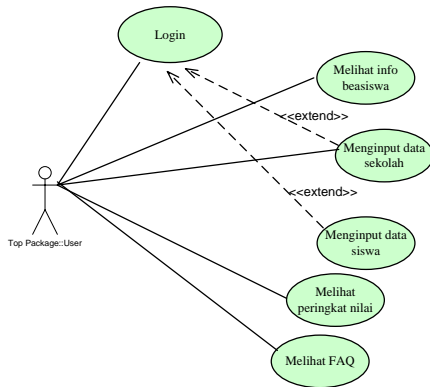 Login
Melihat info
beasiswa
<<extend>>
Menginput data
sekolah
<<extend>>
Top Package::User
Menginput data
siswa
Melihat
peringkat nilai
Melihat FAQ